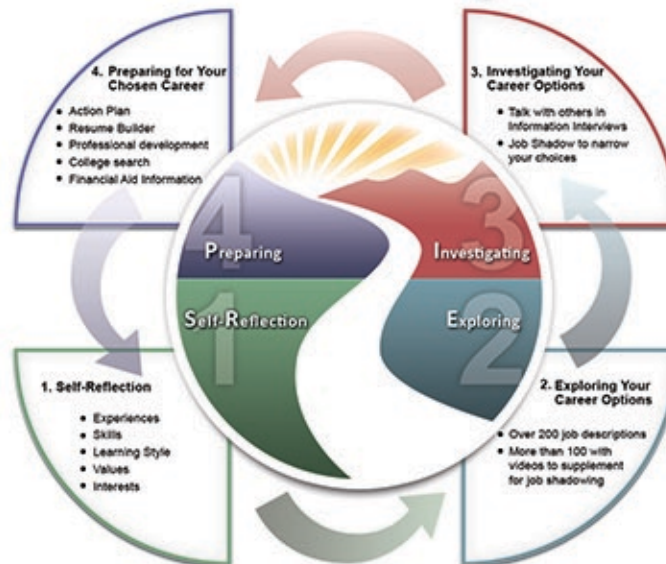 4. Preparing for Your
Chosen Career
• Action Plan
• Resume Builder
• Professional development
• College search
• Financial Aid Information
3. Investigating Your
Career Options
• Talk with others in
Information Interviews
• Job Shadow to narrow
your choices
4
Preparing
3
Investigating
1
Self-Reflection
2
Exploring
1. Self-Reflection
• Experiences
• Skills
• Learning Style
• Values
• Interests
2. Exploring Your
Career Options
• Over 200 job descriptions
• More than 100 with
videos to supplement
for job shadowing